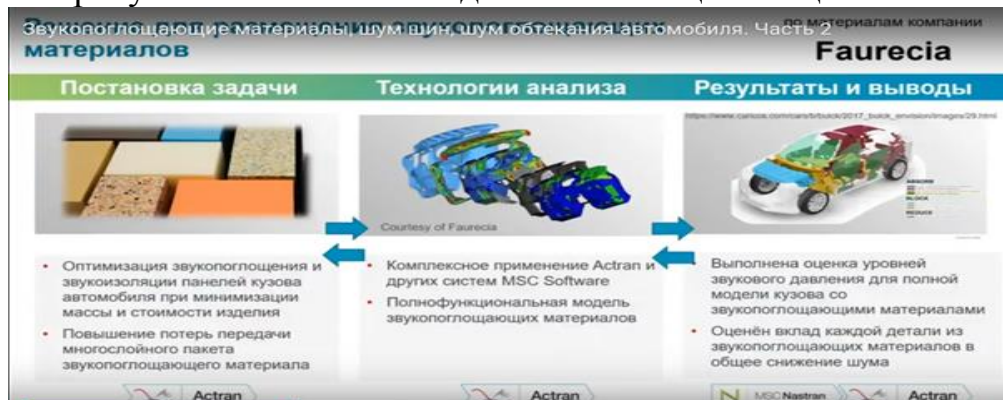 Звукопоглощающие материалы, шум шин, шум обтекания автомобиля. Часть 2
по материалам компании
материалов
Faurecia
Постановка задачи
Технологии анализа
Результаты и выводы
Courtesy of Faurecia
ABSORB
BLOCK
REDUCE
• Оптимизация звукопоглощения и
звукоизоляции панелей кузова
автомобиля при минимизации
массы и стоимости изделия
• Повышение потерь передачи
многослойного пакета
звукопоглощающего материала
• Комплексное применение Actran и
других систем MSC Software
• Полнофункциональная модель
звукопоглощающих материалов
• Выполнена оценка уровней
звукового давления для полной
модели кузова со
звукопоглощающими материалами
• Оценён вклад каждой детали из
звукопоглощающих материалов в
общее снижение шума
Actran
Actran
MSC Nastran
Actran